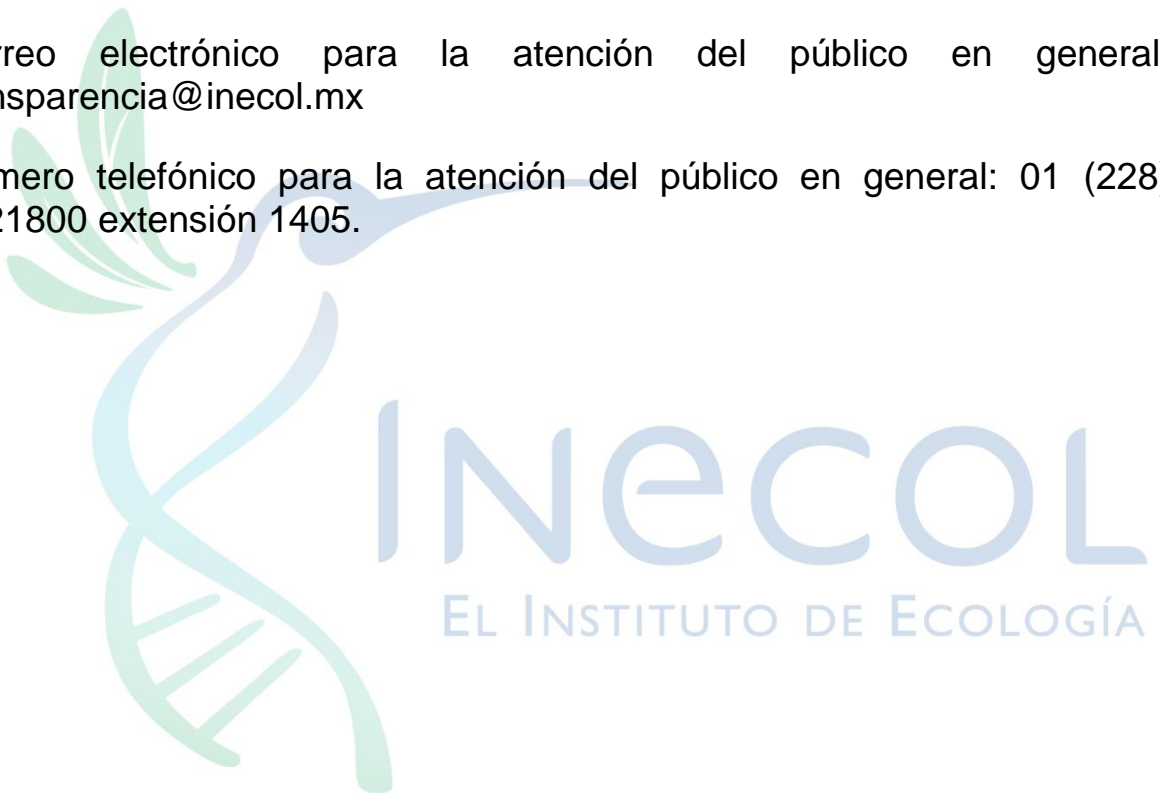 rreo electrónico para la atención del público en general
nsparencia@inecol.mx
mero telefónico para la atención del público en general: 01 (228
21800 extensión 1405.
INECOL
EL INSTITUTO DE ECOLOGÍA